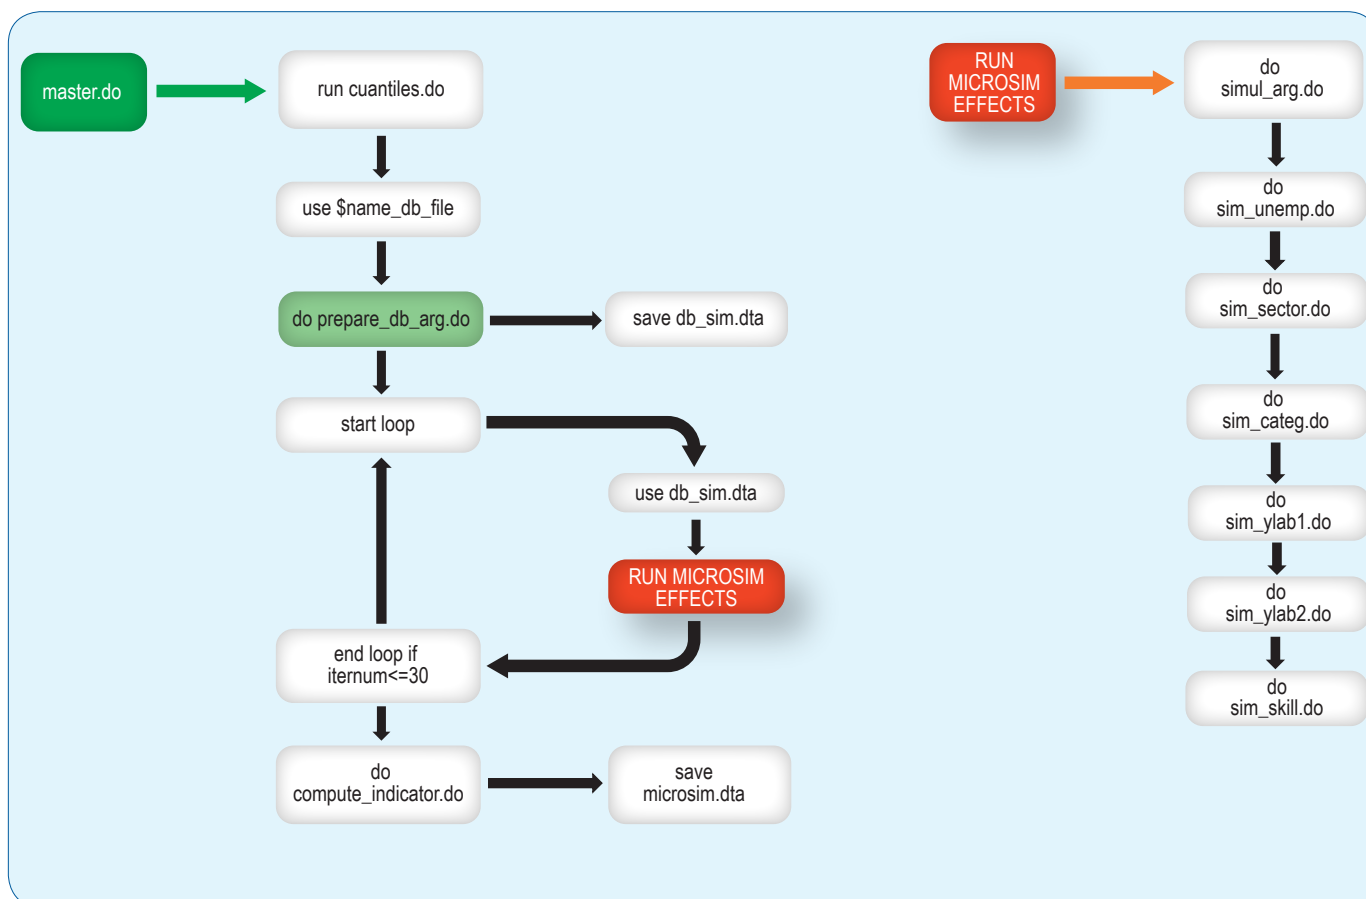 master.do
run cuantiles.do
use $name_db_file
do prepare_db_arg.do
save db_sim.dta
start loop
use db_sim.dta
RUN MICROSIM
EFFECTS
end loop if
iternum<=30
do
compute_indicator.do
save
microsim.dta
RUN
MICROSIM
EFFECTS
do
simul_arg.do
do
sim_unemp.do
do
sim_sector.do
do
sim_categ.do
do
sim_ylab1.do
do
sim_ylab2.do
do
sim_skill.do